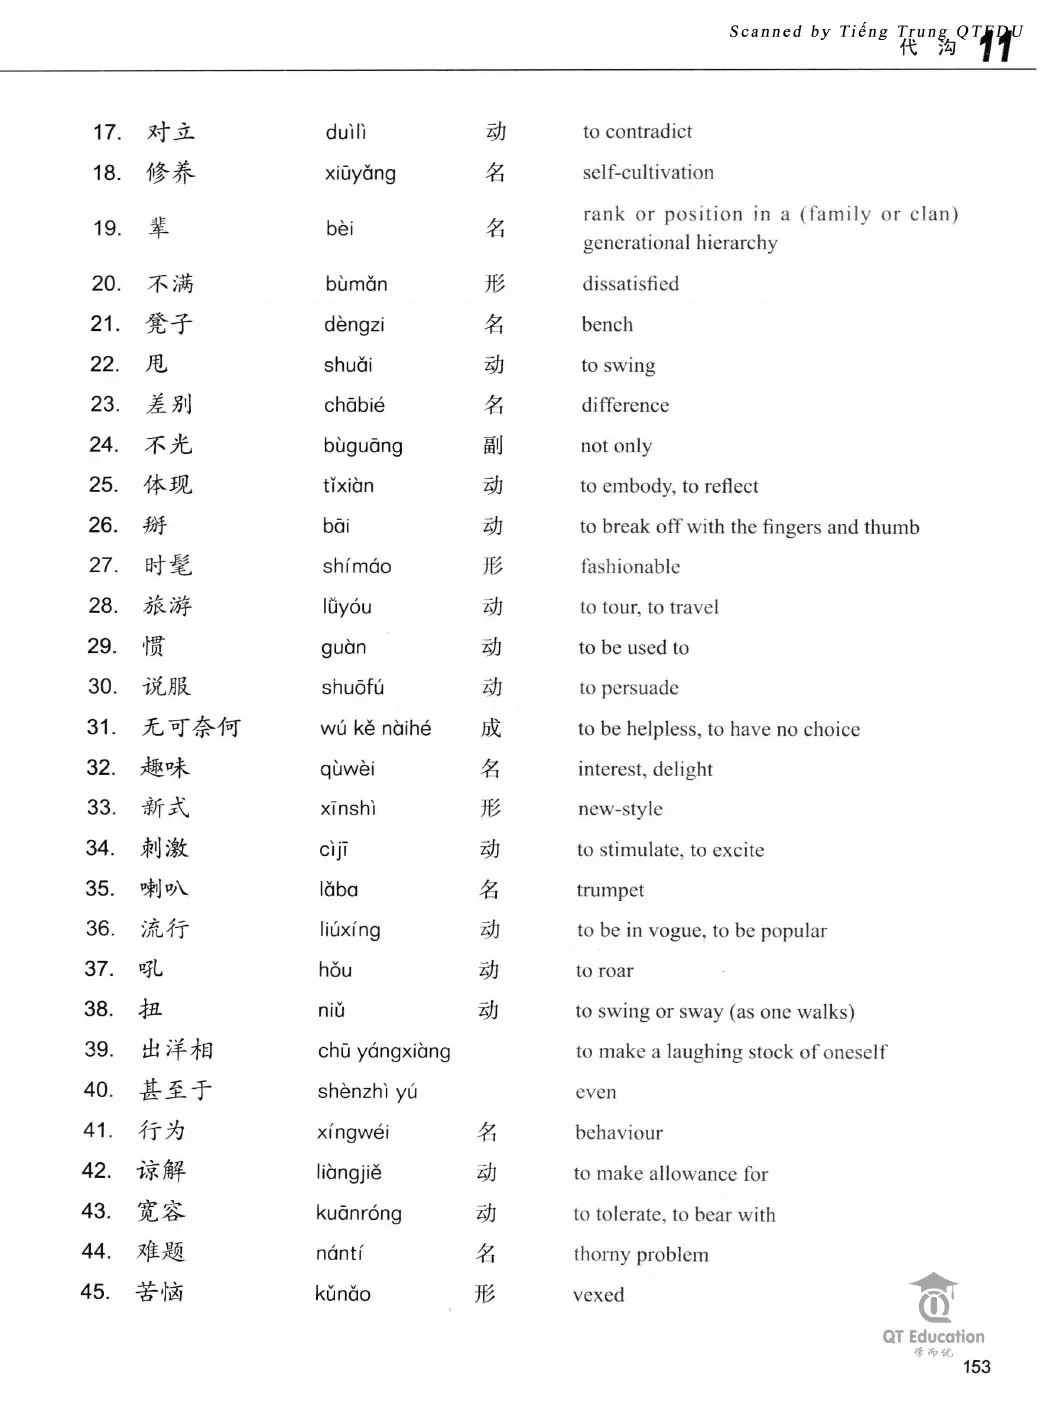 Scanned by Tiếng Trung QTEDU
代沟 11
17. 对立 duìlì 动 to contradict
18. 修养 xiūyǎng 名 self-cultivation
19. 辈 bèi 名 rank or position in a (family or clan)
generational hierarchy
20. 不满 bùmǎn 形 dissatisfied
21. 凳子 dèngzi 名 bench
22. 甩 shuǎi 动 to swing
23. 差别 chābié 名 difference
24. 不光 bùguāng 副 not only
25. 体现 tǐxiàn 动 to embody, to reflect
26. 掰 bāi 动 to break off with the fingers and thumb
27. 时髦 shímáo 形 fashionable
28. 旅游 lǚyóu 动 to tour, to travel
29. 惯 guàn 动 to be used to
30. 说服 shuōfú 动 to persuade
31. 无可奈何 wú kě nàihé 成 to be helpless, to have no choice
32. 趣味 qùwèi 名 interest, delight
33. 新式 xīnshì 形 new-style
34. 刺激 cìjī 动 to stimulate, to excite
35. 喇叭 lǎba 名 trumpet
36. 流行 liúxíng 动 to be in vogue, to be popular
37. 吼 hǒu 动 to roar
38. 扭 niǔ 动 to swing or sway (as one walks)
39. 出洋相 chū yángxiàng to make a laughing stock of oneself
40. 甚至于 shènzhì yú even
41. 行为 xíngwéi 名 behaviour
42. 谅解 liàngjiě 动 to make allowance for
43. 宽容 kuānróng 动 to tolerate, to bear with
44. 难题 nántí 名 thorny problem
45. 苦恼 kǔnǎo 形 vexed
QT Education
学而优
153